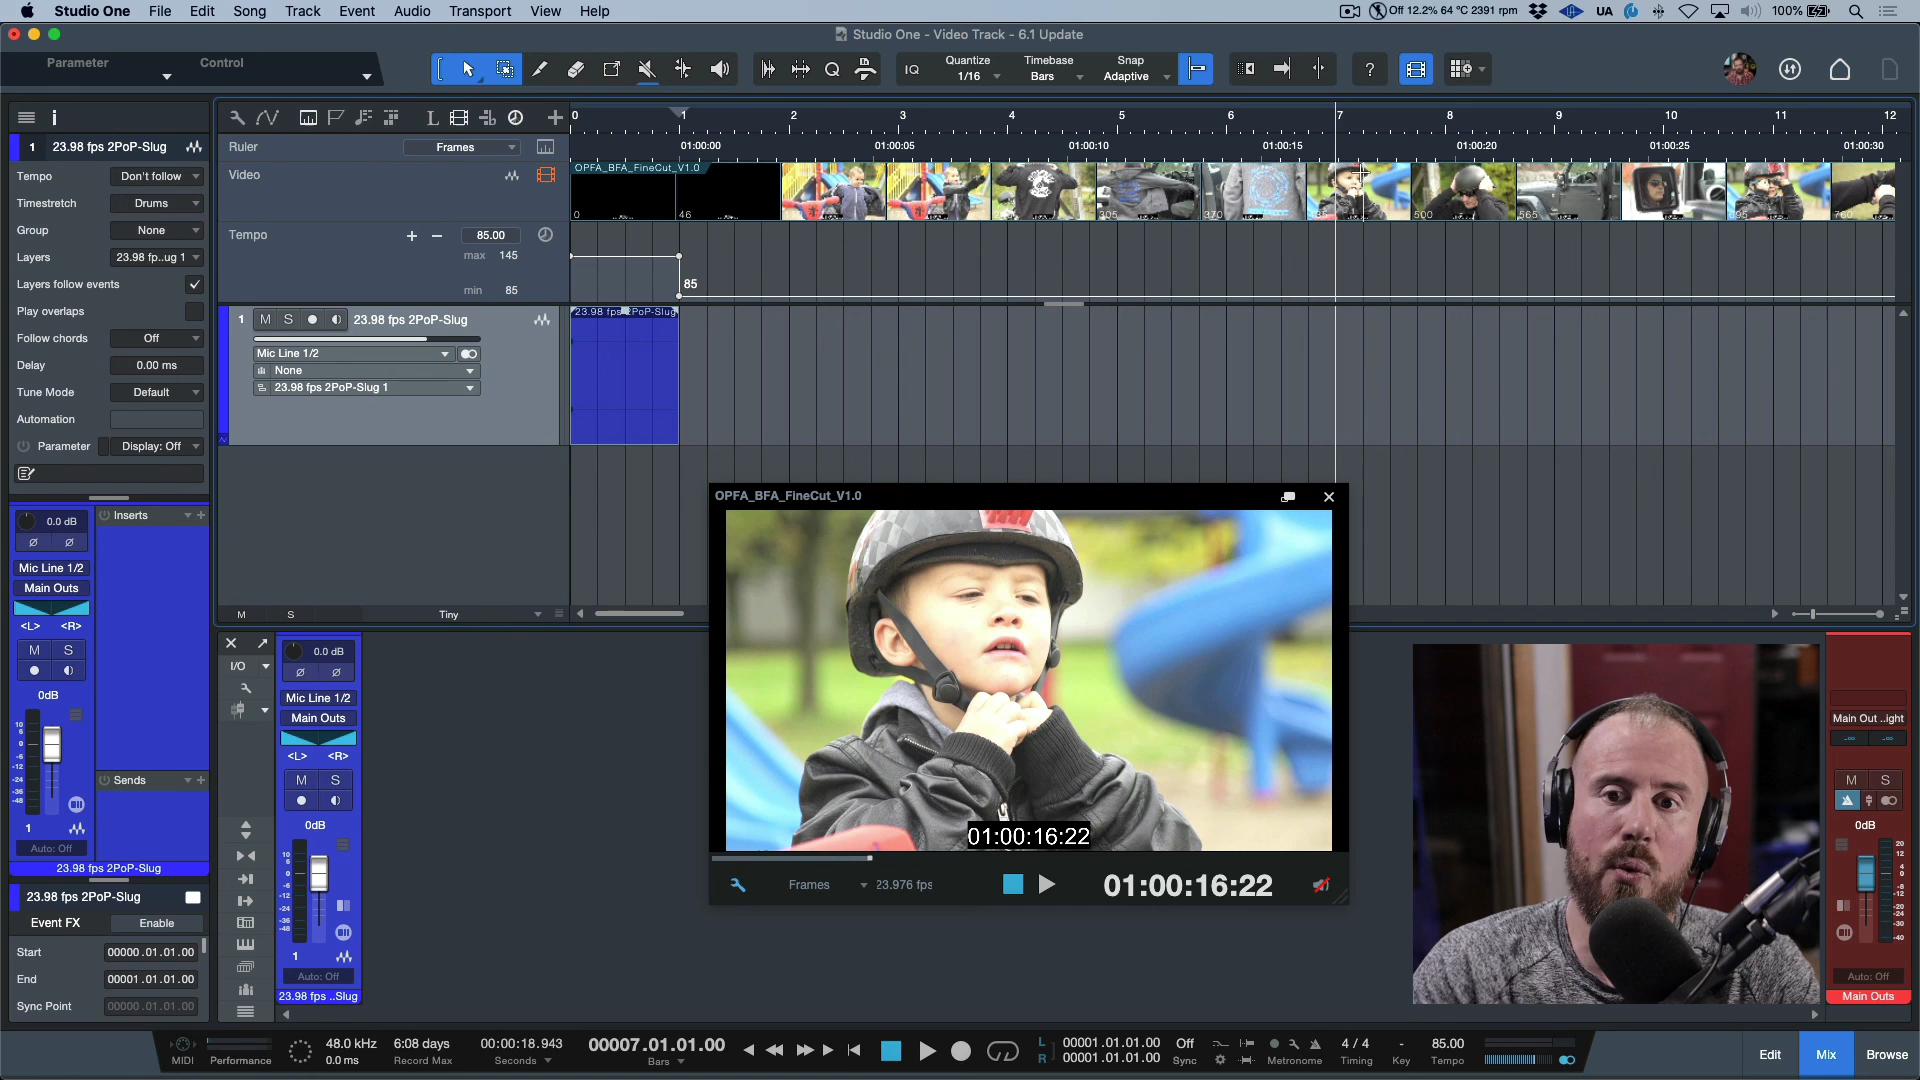 Studio One File Edit Song Track Event Audio Transport View Help
Off 12.2% 64 °C 2391 rpm UA 100%
Studio One - Video Track - 6.1 Update
Parameter Control
IQ Quantize 1/16 Timebase Bars Snap Adaptive ?
0 1 2 3 4 5 6 7 8 9 10 11 12
01:00:00 01:00:05 01:00:10 01:00:15 01:00:20 01:00:25 01:00:30
1 23.98 fps 2PoP-Slug
Tempo Don't follow
Timestretch Drums
Group None
Layers 23.98 fp..ug 1
Layers follow events
Play overlaps
Follow chords Off
Delay 0.00 ms
Tune Mode Default
Automation
Parameter Display: Off
Ruler Frames
Video
OPFA_BFA_FineCut_V1.0
0 46 305 370 500 565
Tempo + − 85.00
max 145
min 85
85
1 M S 23.98 fps 2PoP-Slug
Mic Line 1/2
None
23.98 fps 2PoP-Slug 1
23.98 fps 2PoP-Slug
M S Tiny
0.0 dB Inserts
Mic Line 1/2
Main Outs
<L> <R>
M S
0dB
Sends
1
Auto: Off
23.98 fps 2PoP-Slug
23.98 fps 2PoP-Slug
Event FX Enable
Start 00000.01.01.00
End 00001.01.01.00
Sync Point 00000.01.01.00
I/O
0.0 dB
Mic Line 1/2
Main Outs
<L> <R>
M S
0dB
1
Auto: Off
23.98 fps ..Slug
OPFA_BFA_FineCut_V1.0
01:00:16:22
Frames 23.976 fps 01:00:16:22
Main Out ..ight
M S
0dB
Auto: Off
Main Outs
MIDI Performance
48.0 kHz
0.0 ms
6:08 days
Record Max
00:00:18.943
Seconds
00007.01.01.00
Bars
L 00001.01.01.00
R 00001.01.01.00
Off
Sync
Metronome
4 / 4
Timing
-
Key
85.00
Tempo
Edit Mix Browse